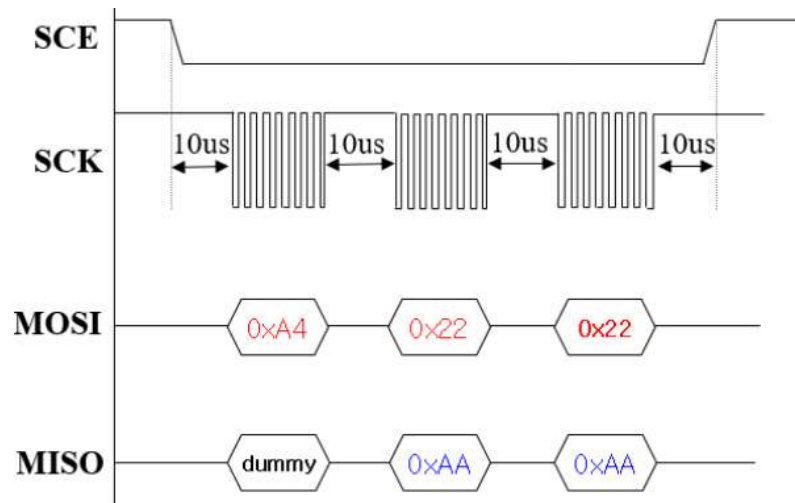 SCE
SCK
10us 10us 10us 10us
MOSI
0xA4 0x22 0x22
MISO
dummy 0xAA 0xAA